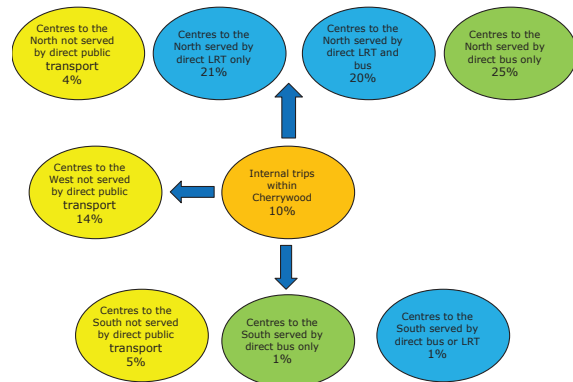 Centres to the
North not served
by direct public
transport
4%
Centres to the
North served by
direct LRT only
21%
Centres to the
North served by
direct LRT and
bus
20%
Centres to the
North served by
direct bus only
25%
Centres to the
West not served
by direct public
transport
14%
Internal trips
within
Cherrywood
10%
Centres to the
South not served
by direct public
transport
5%
Centres to the
South served by
direct bus only
1%
Centres to the
South served by
direct bus or LRT
1%